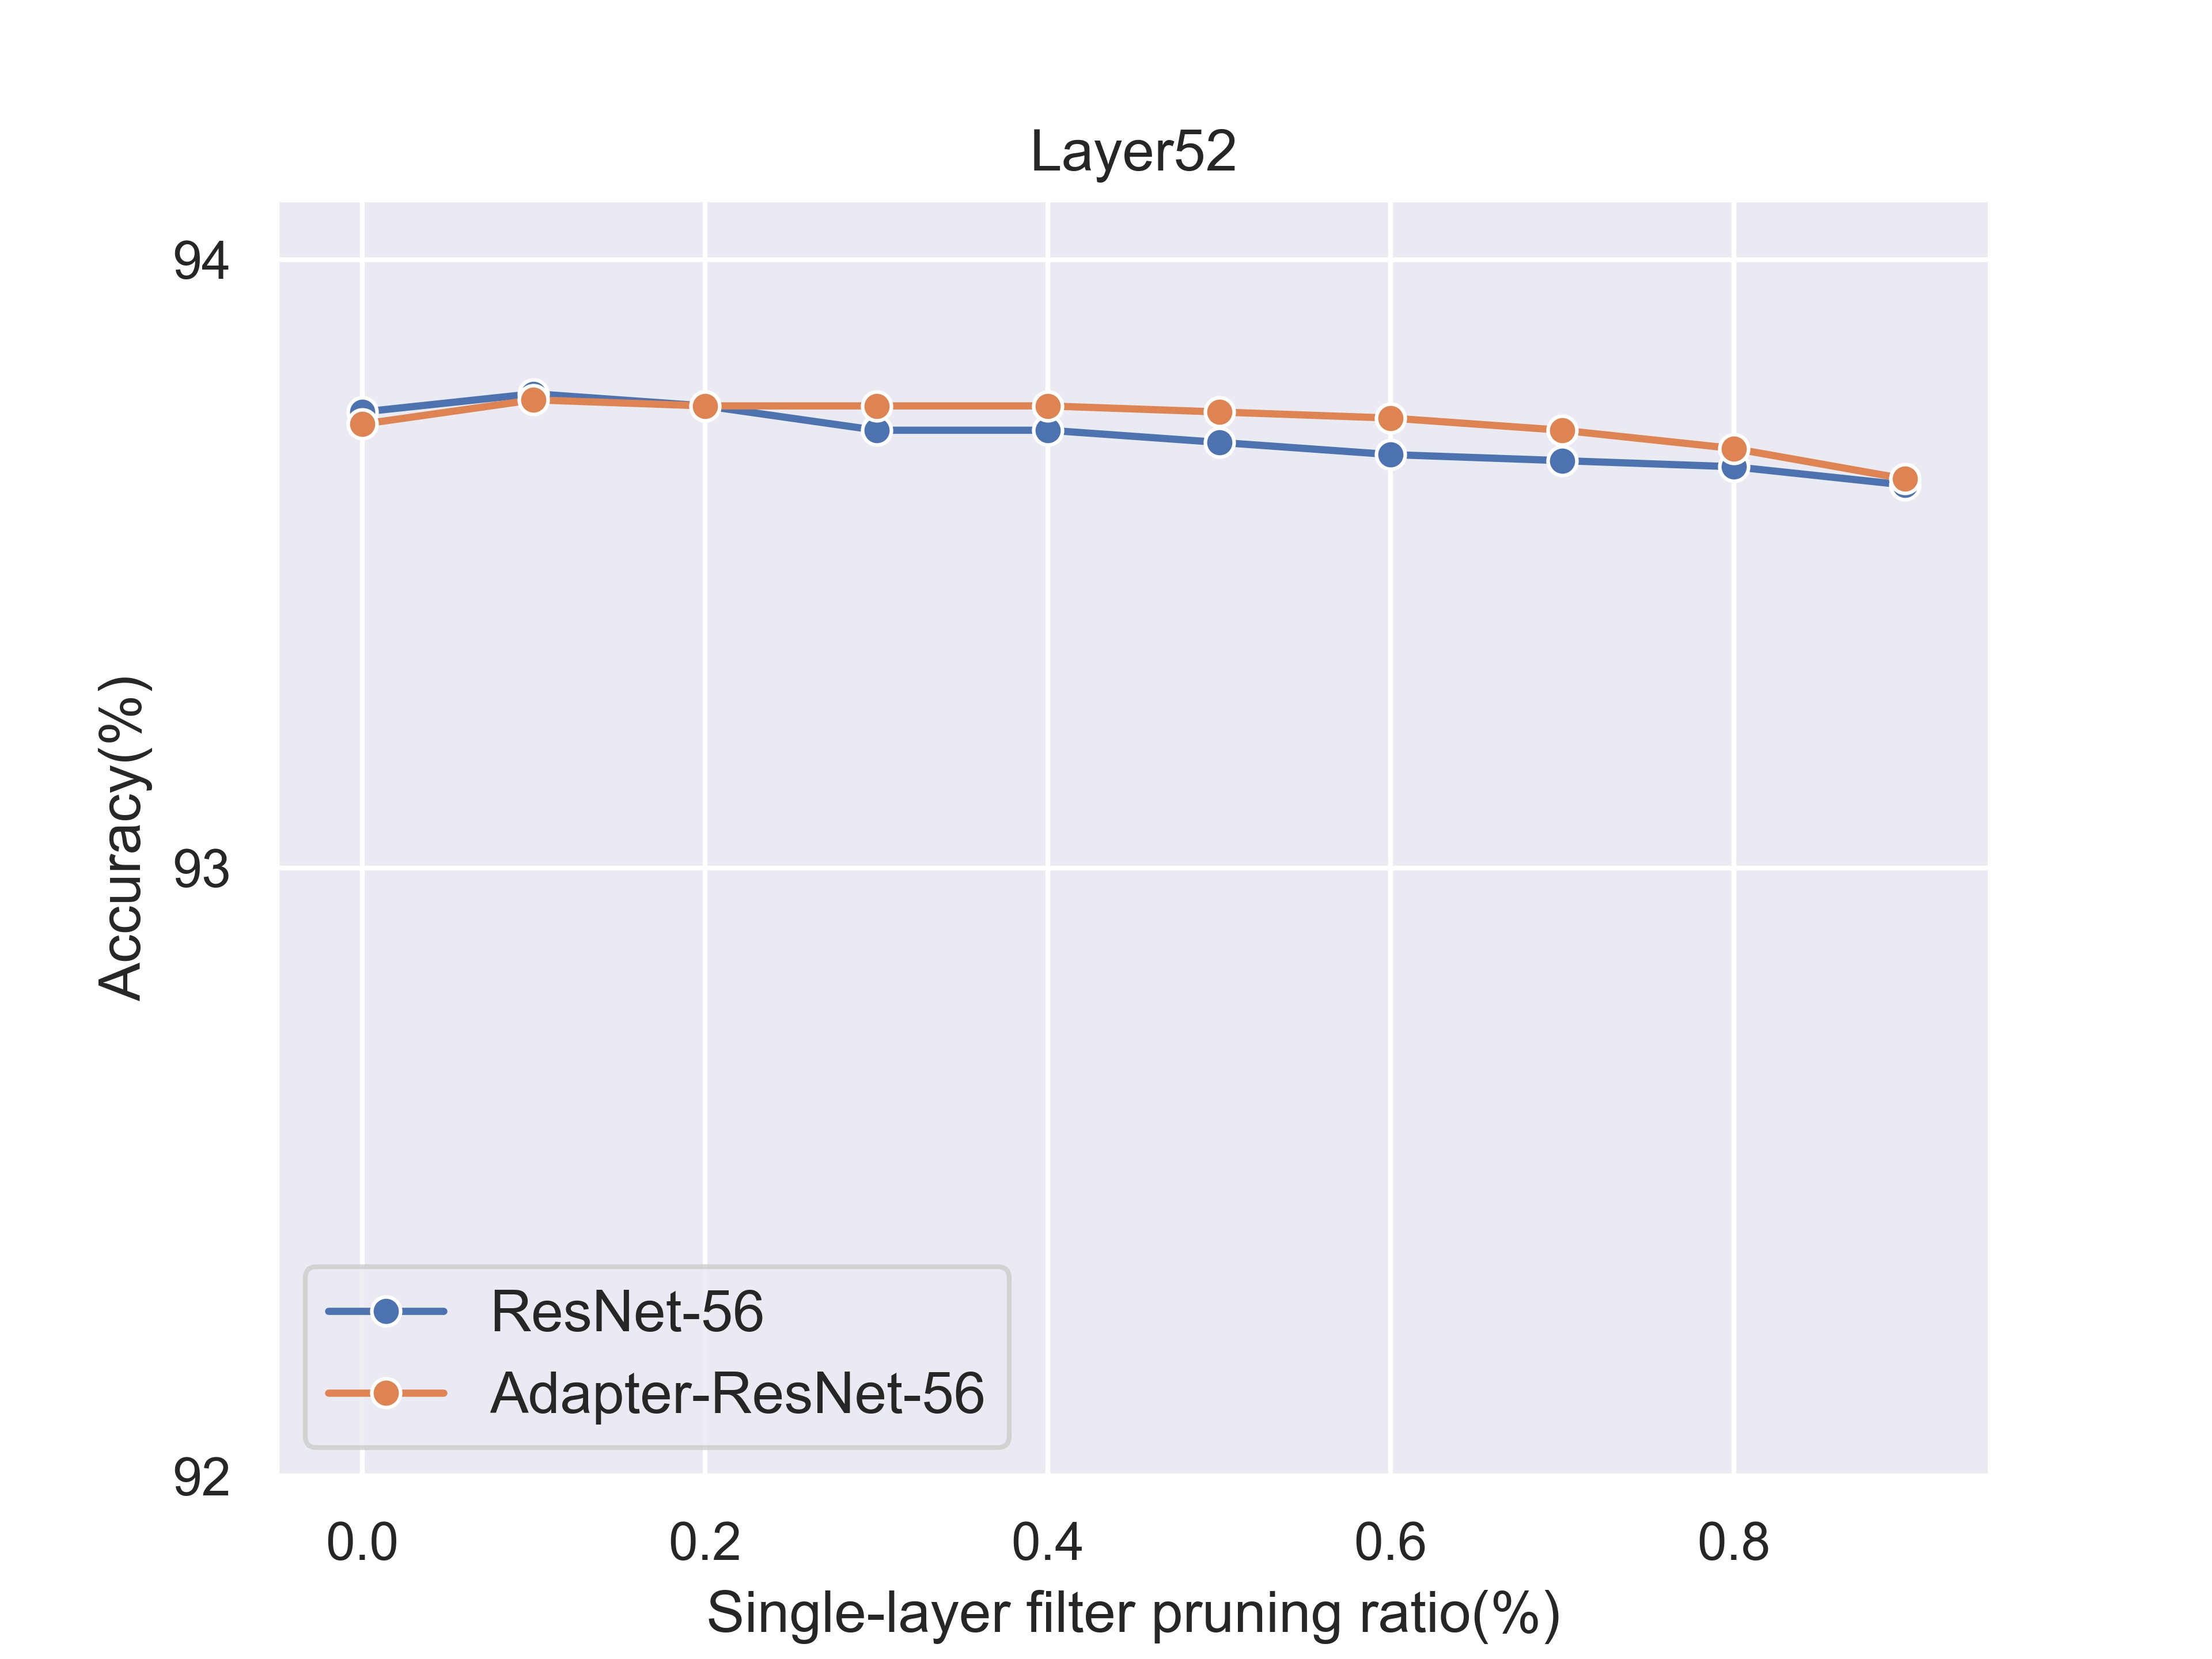 Layer52
94
93
92
Accuracy(%)
ResNet-56
Adapter-ResNet-56
0.0 0.2 0.4 0.6 0.8
Single-layer filter pruning ratio(%)